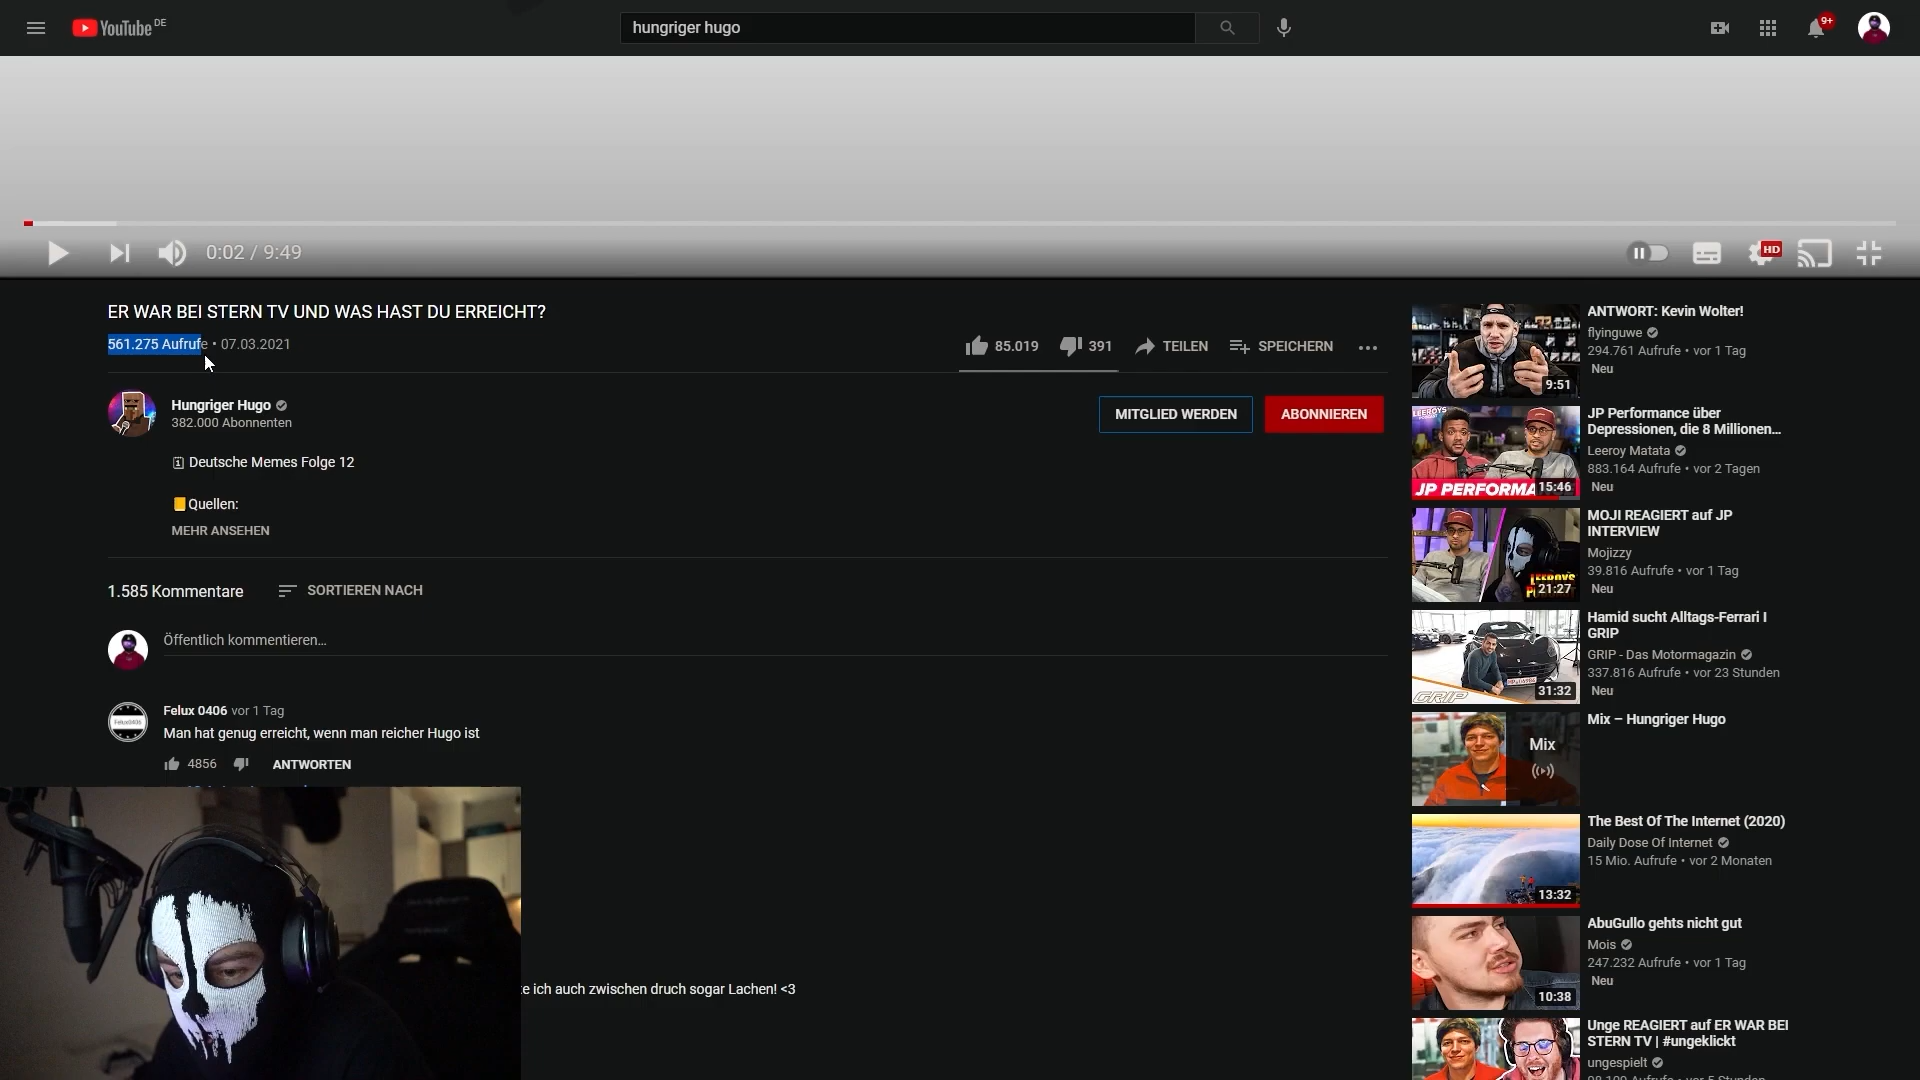 YouTube DE
hungriger hugo
9+
0:02 / 9:49
HD
ER WAR BEI STERN TV UND WAS HAST DU ERREICHT?
561.275 Aufrufe • 07.03.2021
85.019
391
TEILEN
SPEICHERN
Hungriger Hugo
382.000 Abonnenten
MITGLIED WERDEN
ABONNIEREN
Deutsche Memes Folge 12
Quellen:
MEHR ANSEHEN
1.585 Kommentare
SORTIEREN NACH
Öffentlich kommentieren...
Felux0406
Felux 0406 vor 1 Tag
Man hat genug erreicht, wenn man reicher Hugo ist
4856
ANTWORTEN
ich auch zwischen druch sogar Lachen! <3
9:51
ANTWORT: Kevin Wolter!
flyinguwe
294.761 Aufrufe • vor 1 Tag
Neu
LEEROYS
JP PERFORMA
15:46
JP Performance über
Depressionen, die 8 Millionen...
Leeroy Matata
883.164 Aufrufe • vor 2 Tagen
Neu
LEEROYS
21:27
MOJI REAGIERT auf JP
INTERVIEW
Mojizzy
39.816 Aufrufe • vor 1 Tag
Neu
GRIP
31:32
Hamid sucht Alltags-Ferrari I
GRIP
GRIP - Das Motormagazin
337.816 Aufrufe • vor 23 Stunden
Neu
Mix
Mix – Hungriger Hugo
13:32
The Best Of The Internet (2020)
Daily Dose Of Internet
15 Mio. Aufrufe • vor 2 Monaten
10:38
AbuGullo gehts nicht gut
Mois
247.232 Aufrufe • vor 1 Tag
Neu
Unge REAGIERT auf ER WAR BEI
STERN TV | #ungeklickt
ungespielt